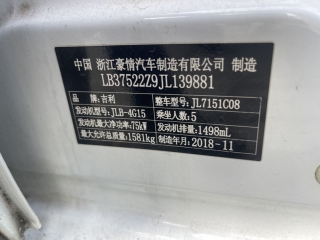 中国 浙江豪情汽车制造有限公司 制造
LB37522Z9JL139881
品牌:吉利 整车型号:JL7151C08
发动机型号:JLB-4G15 乘坐人数:5
发动机最大净功率:75kW 发动机排量:1498mL
最大允许总质量:1581kg 制造年月:2018-11